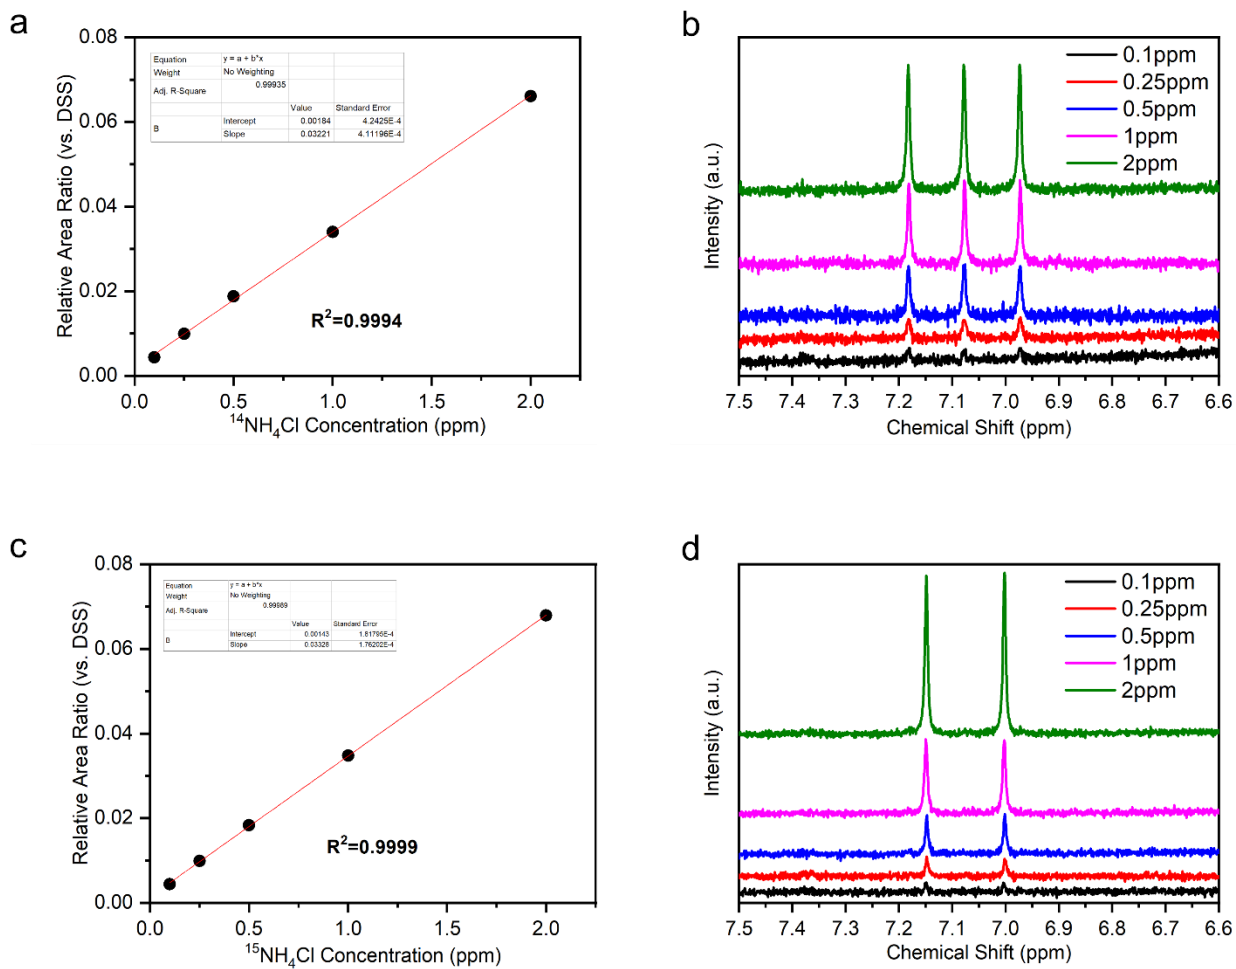 a
0.08
0.06
0.04
0.02
0.00
Relative Area Ratio (vs. DSS)
Equation y = a + b*x
Weight No Weighting
Adj. R-Square 0.99935
Value Standard Error
B Intercept 0.00184 4.2425E-4
Slope 0.03221 4.11196E-4
R²=0.9994
0.0 0.5 1.0 1.5 2.0
¹⁴NH₄Cl Concentration (ppm)
b
Intensity (a.u.)
0.1ppm
0.25ppm
0.5ppm
1ppm
2ppm
7.5 7.4 7.3 7.2 7.1 7.0 6.9 6.8 6.7 6.6
Chemical Shift (ppm)
c
0.08
0.06
0.04
0.02
0.00
Relative Area Ratio (vs. DSS)
Equation y = a + b*x
Weight No Weighting
Adj. R-Square 0.99989
Value Standard Error
B Intercept 0.00143 1.81795E-4
Slope 0.03328 1.76202E-4
R²=0.9999
0.0 0.5 1.0 1.5 2.0
¹⁵NH₄Cl Concentration (ppm)
d
Intensity (a.u.)
0.1ppm
0.25ppm
0.5ppm
1ppm
2ppm
7.5 7.4 7.3 7.2 7.1 7.0 6.9 6.8 6.7 6.6
Chemical Shift (ppm)